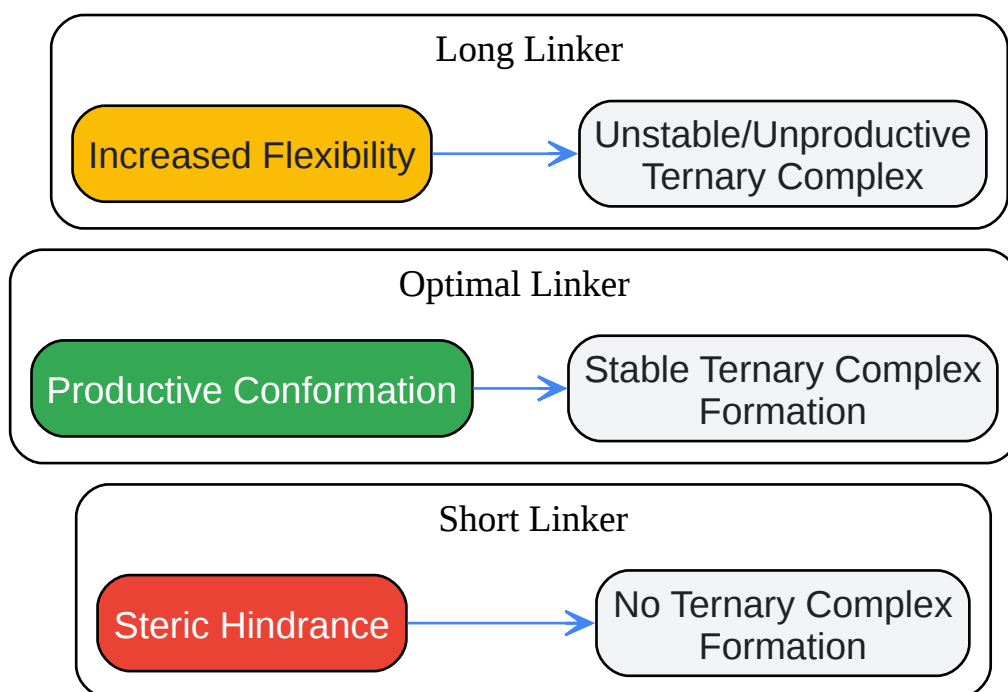 Long Linker
Increased Flexibility
Unstable/Unproductive
Ternary Complex
Optimal Linker
Productive Conformation
Stable Ternary Complex
Formation
Short Linker
Steric Hindrance
No Ternary Complex
Formation